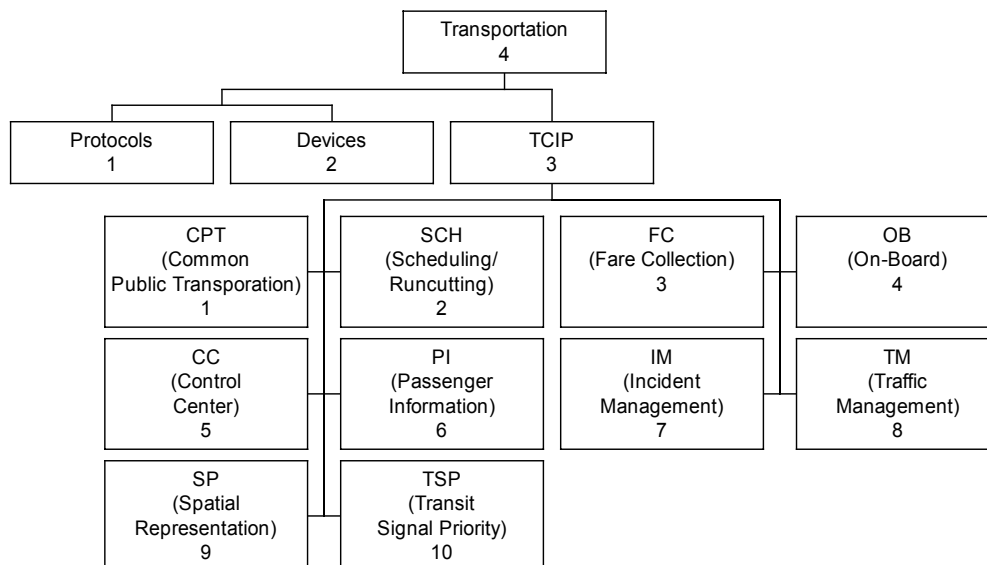 Transportation
4
Protocols
1
Devices
2
TCIP
3
CPT
(Common
Public Transporation)
1
SCH
(Scheduling/
Runcutting)
2
FC
(Fare Collection)
3
OB
(On-Board)
4
CC
(Control
Center)
5
PI
(Passenger
Information)
6
IM
(Incident
Management)
7
TM
(Traffic
Management)
8
SP
(Spatial
Representation)
9
TSP
(Transit
Signal Priority)
10